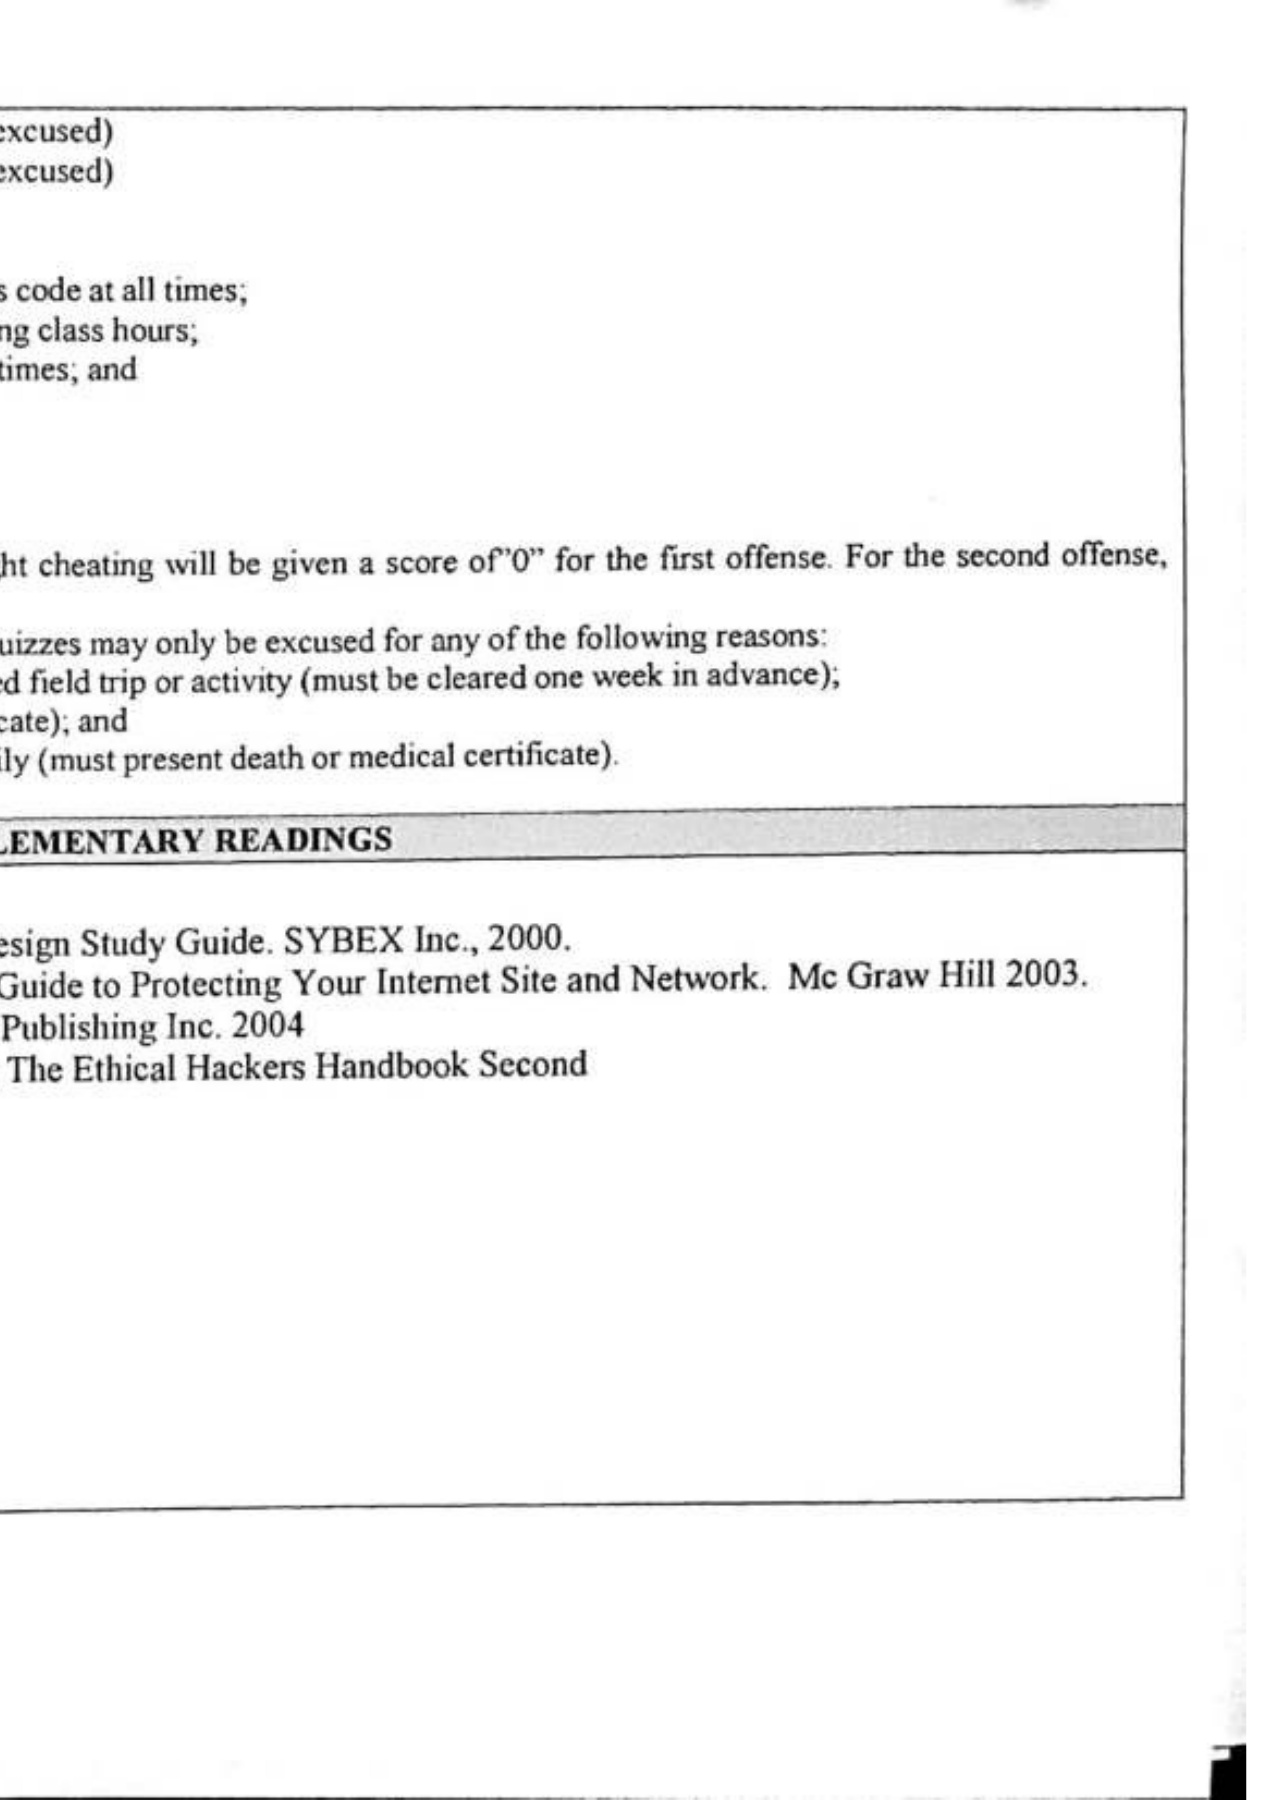 excused)
excused)
s code at all times;
ng class hours;
times; and
ht cheating will be given a score of"0" for the first offense. For the second offense,
uizzes may only be excused for any of the following reasons:
ed field trip or activity (must be cleared one week in advance);
cate); and
ily (must present death or medical certificate).
LEMENTARY READINGS
esign Study Guide. SYBEX Inc., 2000.
Guide to Protecting Your Internet Site and Network. Mc Graw Hill 2003.
Publishing Inc. 2004
The Ethical Hackers Handbook Second